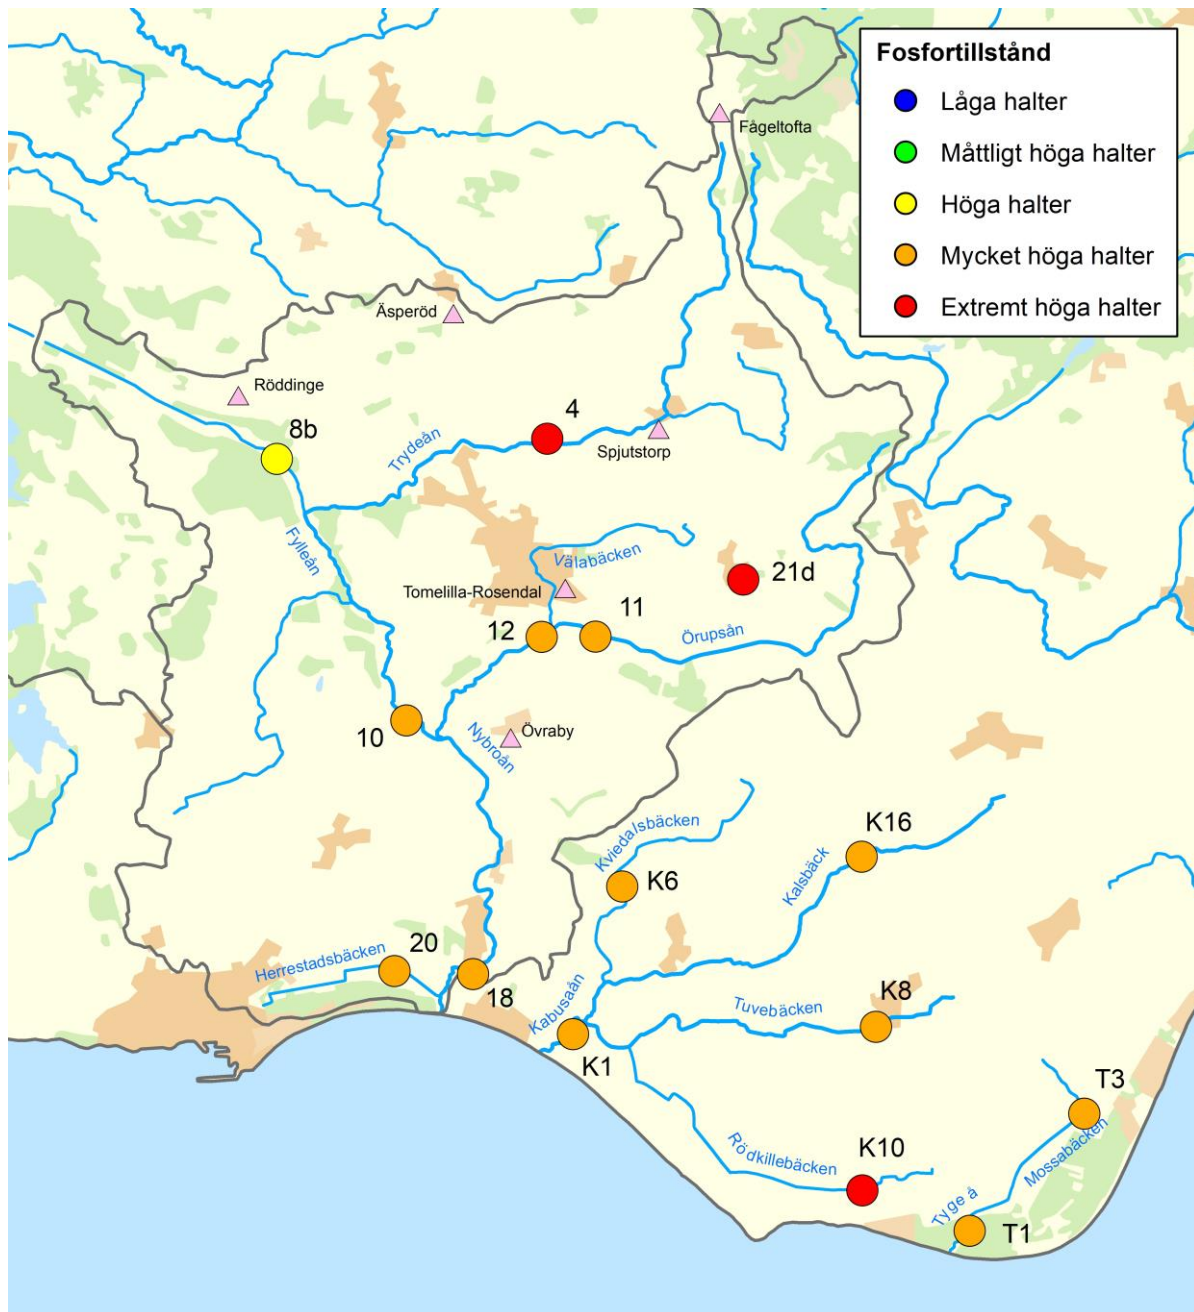 Fosfortillstånd
Låga halter
Måttligt höga halter
Höga halter
Mycket höga halter
Extremt höga halter
Fågeltofta
Äsperöd
Röddinge
8b
4
Trydeån
Spjutstorp
Fylleån
Välabäcken
21d
Tomelilla-Rosendal
11
12
Örupsån
10
Nybroån
Övraby
Kviedalsbäcken
K16
Kalsbäck
K6
20
Herrestadsbäcken
18
Kabusaån
Tuvebäcken
K8
K1
T3
Mossabäcken
Rödkillebäcken
K10
Tyge å
T1